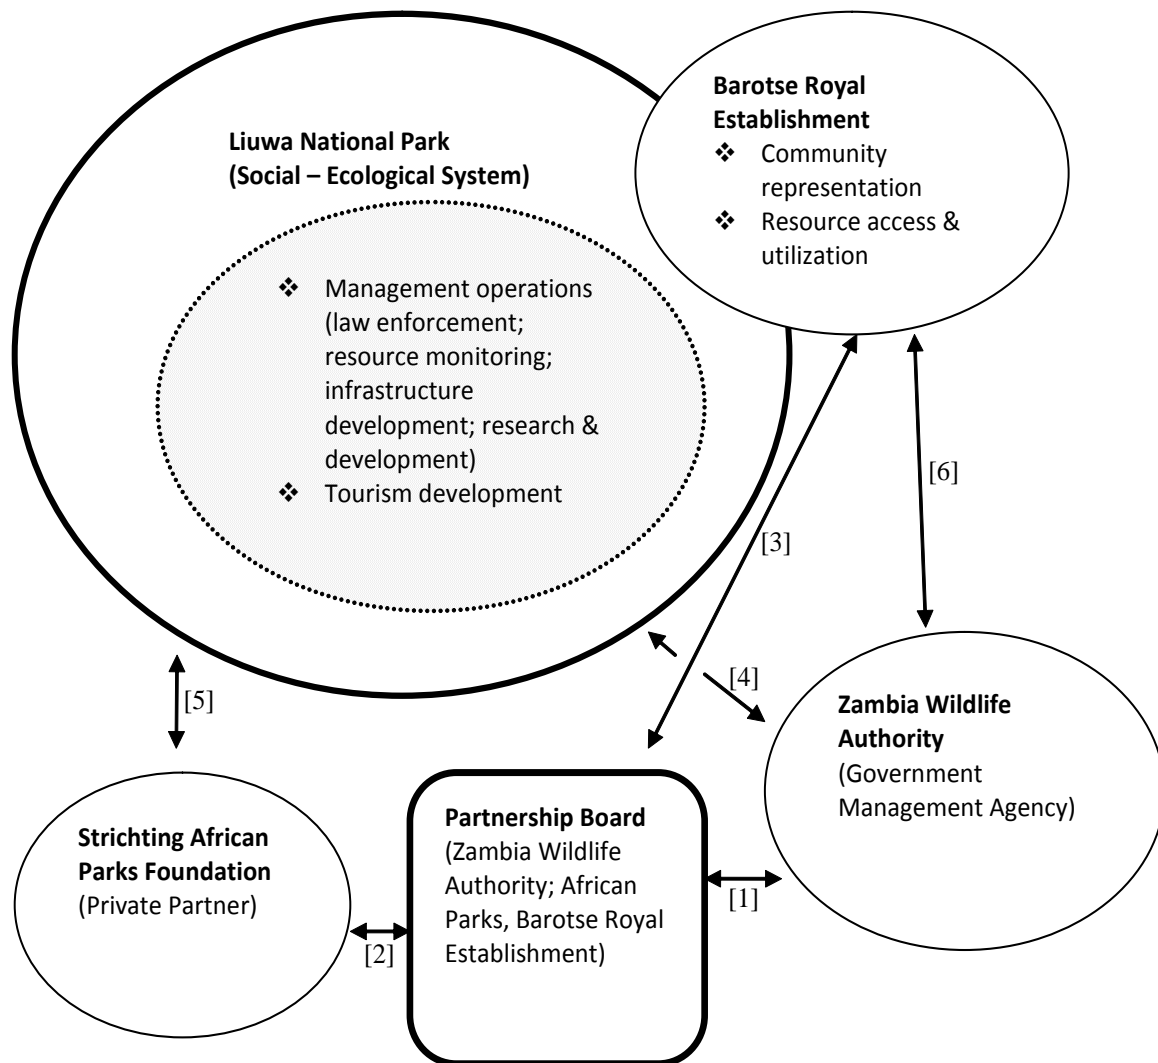 Liuwa National Park
(Social – Ecological System)
❖ Management operations
(law enforcement;
resource monitoring;
infrastructure
development; research &
development)
❖ Tourism development
Barotse Royal
Establishment
❖ Community
representation
❖ Resource access &
utilization
[6]
[3]
[4]
[5]
Zambia Wildlife
Authority
(Government
Management Agency)
Partnership Board
(Zambia Wildlife
Authority; African
Parks, Barotse Royal
Establishment)
[1]
Strichting African
Parks Foundation
(Private Partner)
[2]